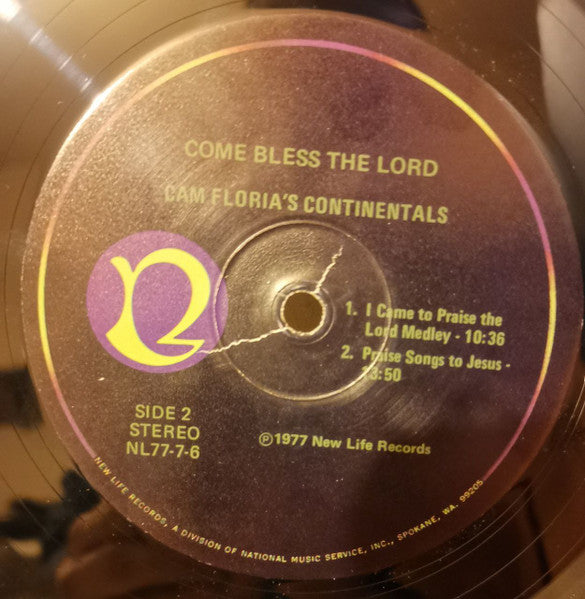 COME BLESS THE LORD
CAM FLORIA'S CONTINENTALS
1. I Came to Praise the
Lord Medley - 10:36
2. Praise Songs to Jesus -
13:50
SIDE 2
STEREO
NL77-7-6
℗1977 New Life Records
NEW LIFE RECORDS, A DIVISION OF NATIONAL MUSIC SERVICE, INC., SPOKANE, WA. 99205